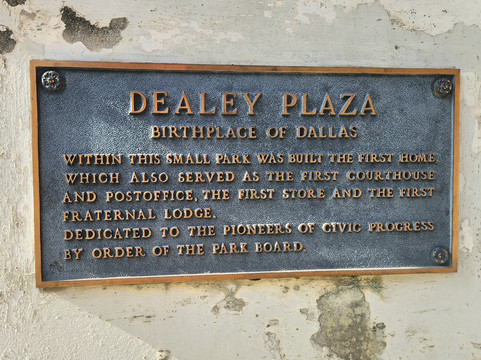 DEALEY PLAZA
BIRTHPLACE OF DALLAS
WITHIN THIS SMALL PARK WAS BUILT THE FIRST HOME,
WHICH ALSO SERVED AS THE FIRST COURTHOUSE
AND POSTOFFICE, THE FIRST STORE AND THE FIRST
FRATERNAL LODGE.
DEDICATED TO THE PIONEERS OF CIVIC PROGRESS
BY ORDER OF THE PARK BOARD.